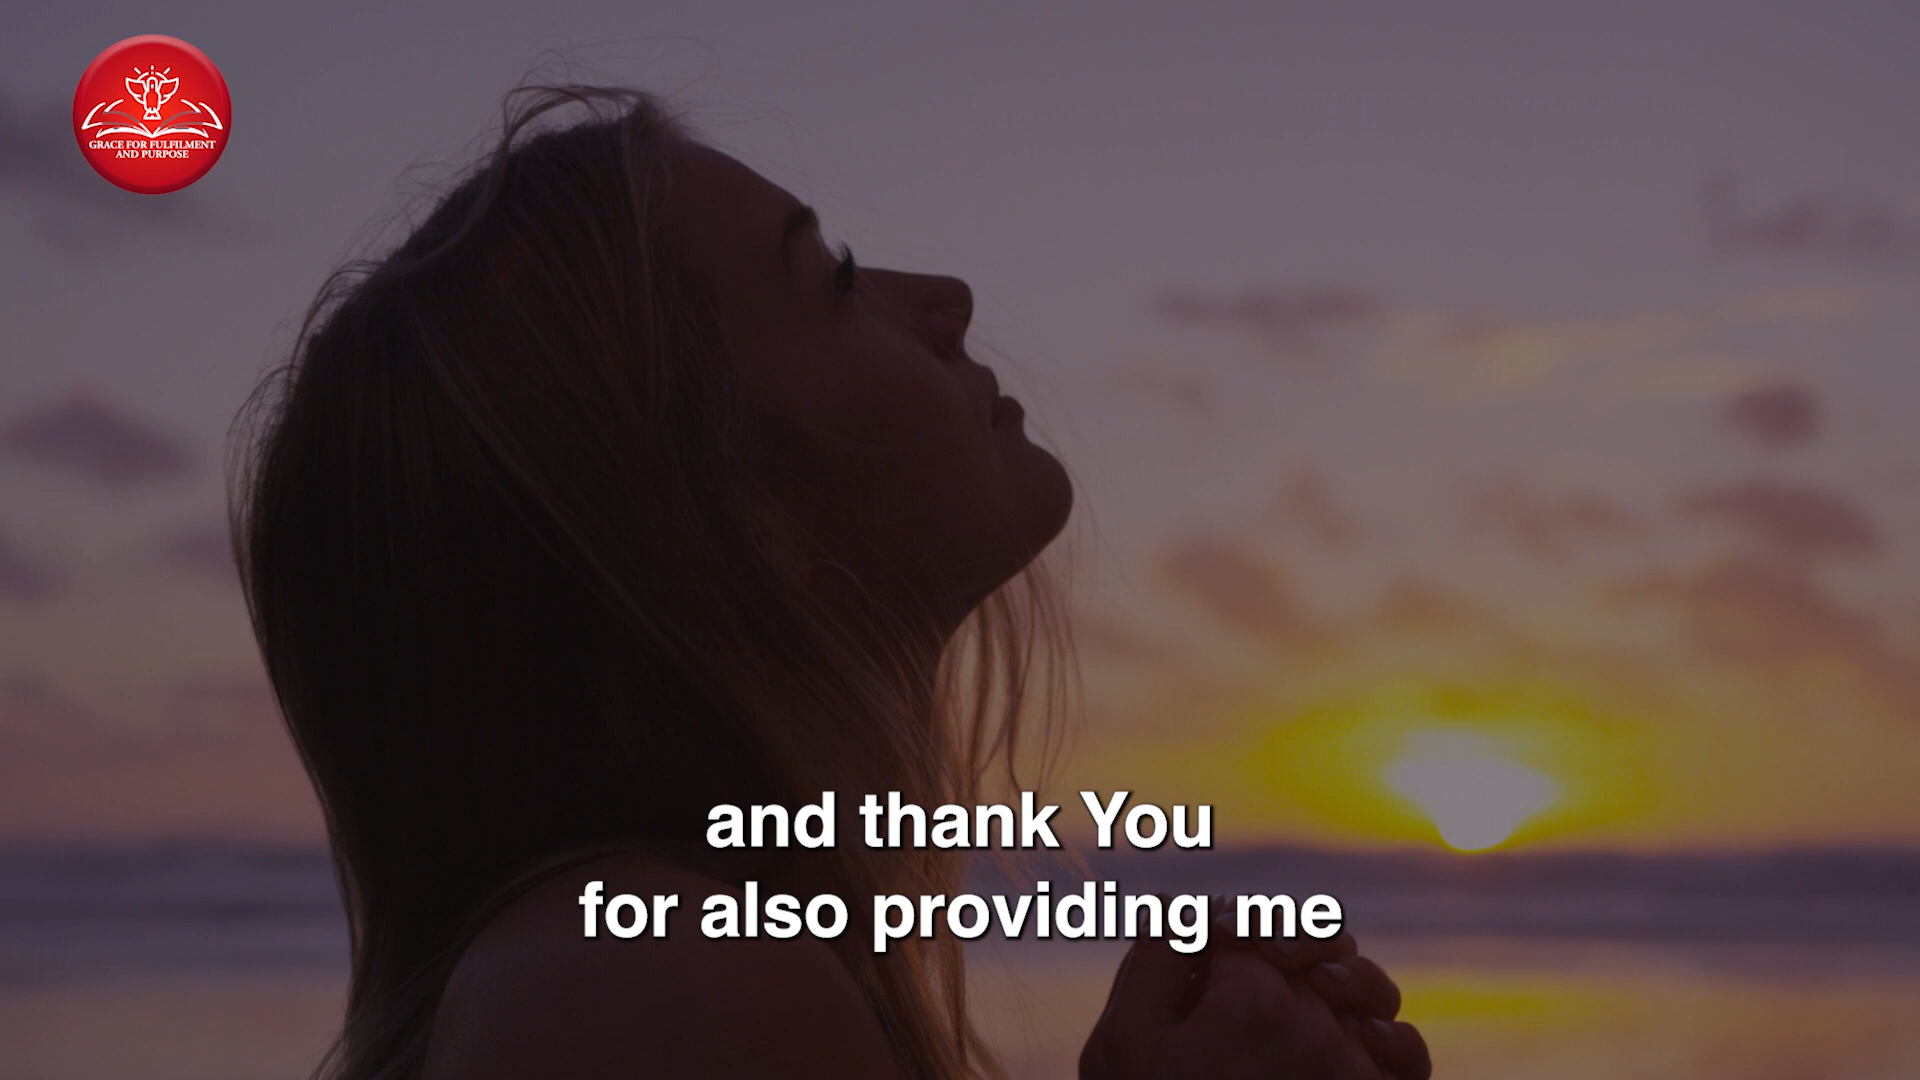 GRACE FOR FULFILMENT
AND PURPOSE
and thank You
for also providing me